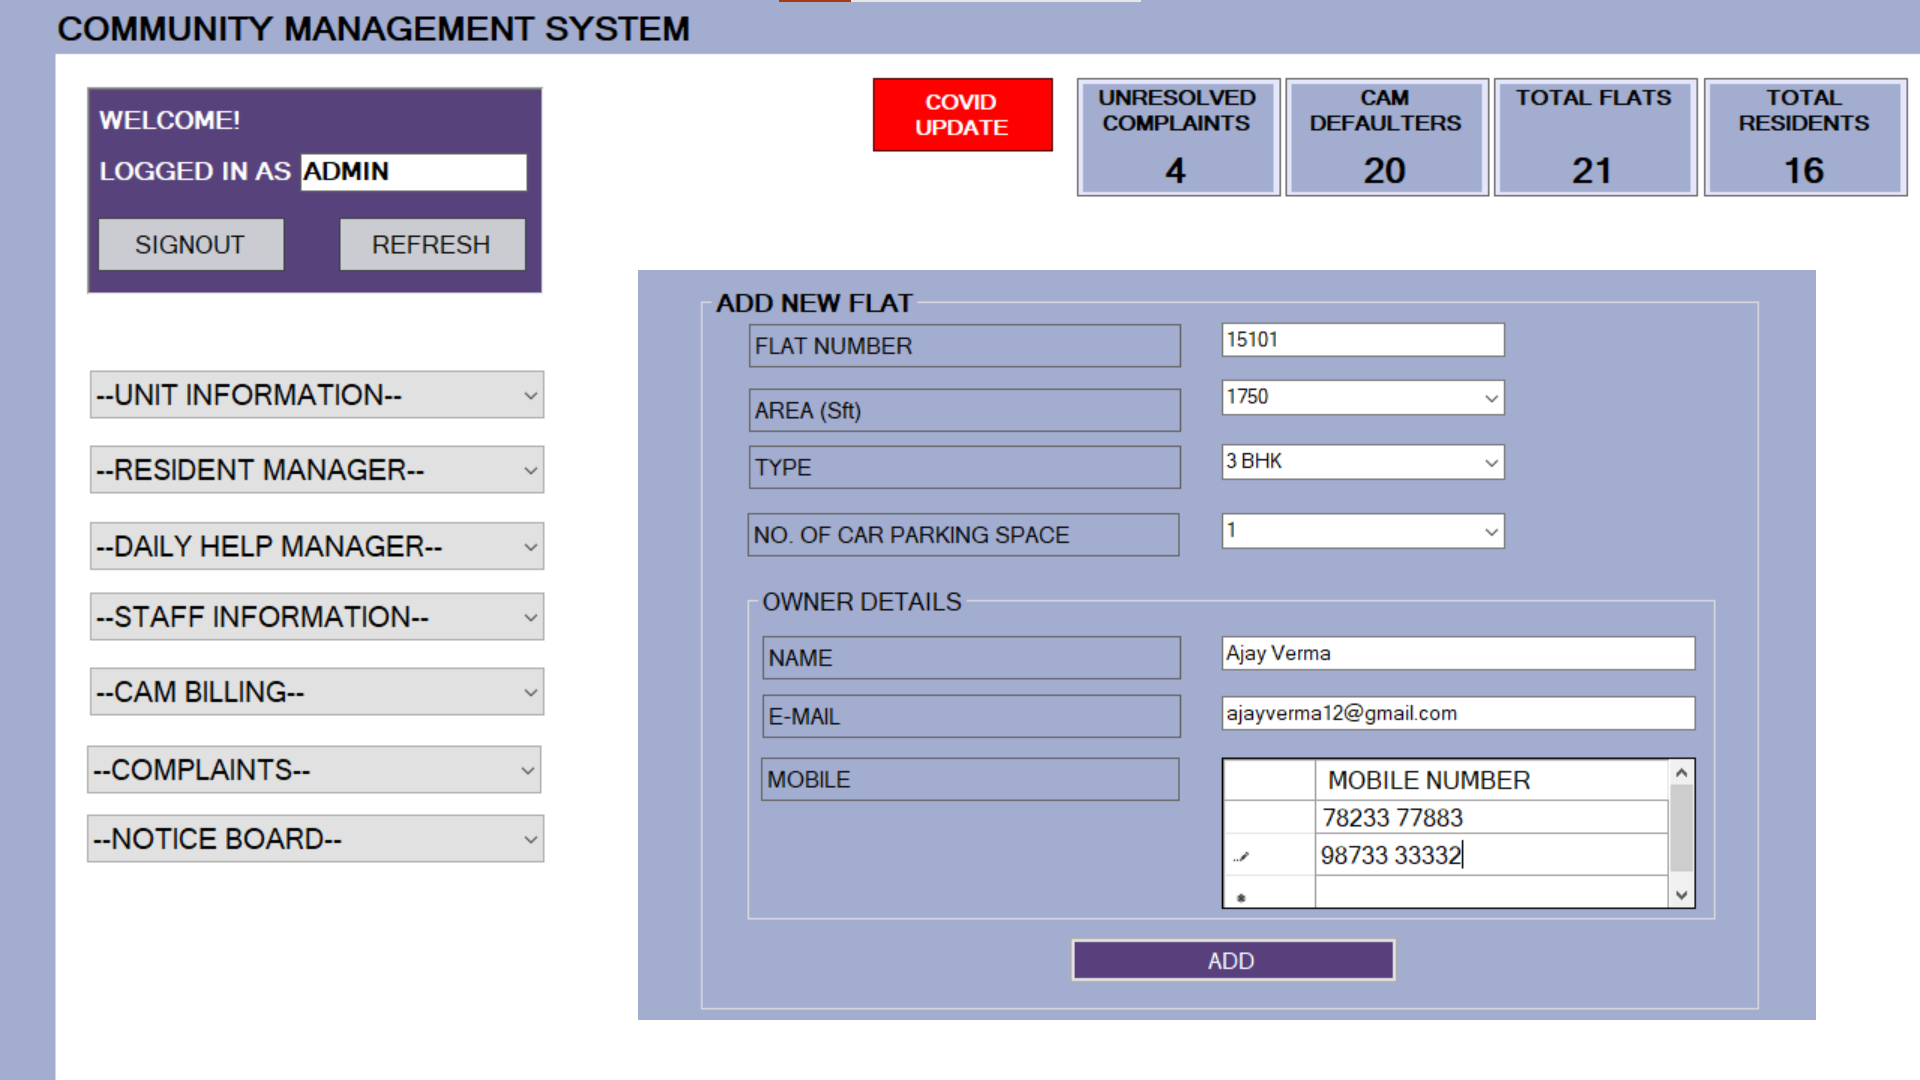 COMMUNITY MANAGEMENT SYSTEM
WELCOME!
LOGGED IN AS ADMIN
SIGNOUT REFRESH
COVID
UPDATE
UNRESOLVED
COMPLAINTS
4
CAM
DEFAULTERS
20
TOTAL FLATS
21
TOTAL
RESIDENTS
16
--UNIT INFORMATION--
--RESIDENT MANAGER--
--DAILY HELP MANAGER--
--STAFF INFORMATION--
--CAM BILLING--
--COMPLAINTS--
--NOTICE BOARD--
ADD NEW FLAT
FLAT NUMBER 15101
AREA (Sft) 1750
TYPE 3 BHK
NO. OF CAR PARKING SPACE 1
OWNER DETAILS
NAME Ajay Verma
E-MAIL ajayverma12@gmail.com
MOBILE MOBILE NUMBER
78233 77883
98733 33332
ADD